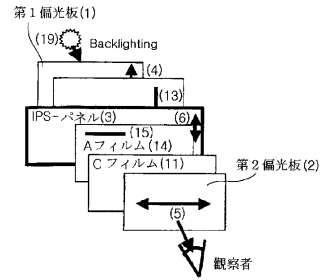 第1偏光板(1)
(19) Backlighting
(4)
(13)
IPS-パネル(3) (6)
(15)
Aフィルム(14)
Cフィルム(11)
第2偏光板(2)
(5)
観察者